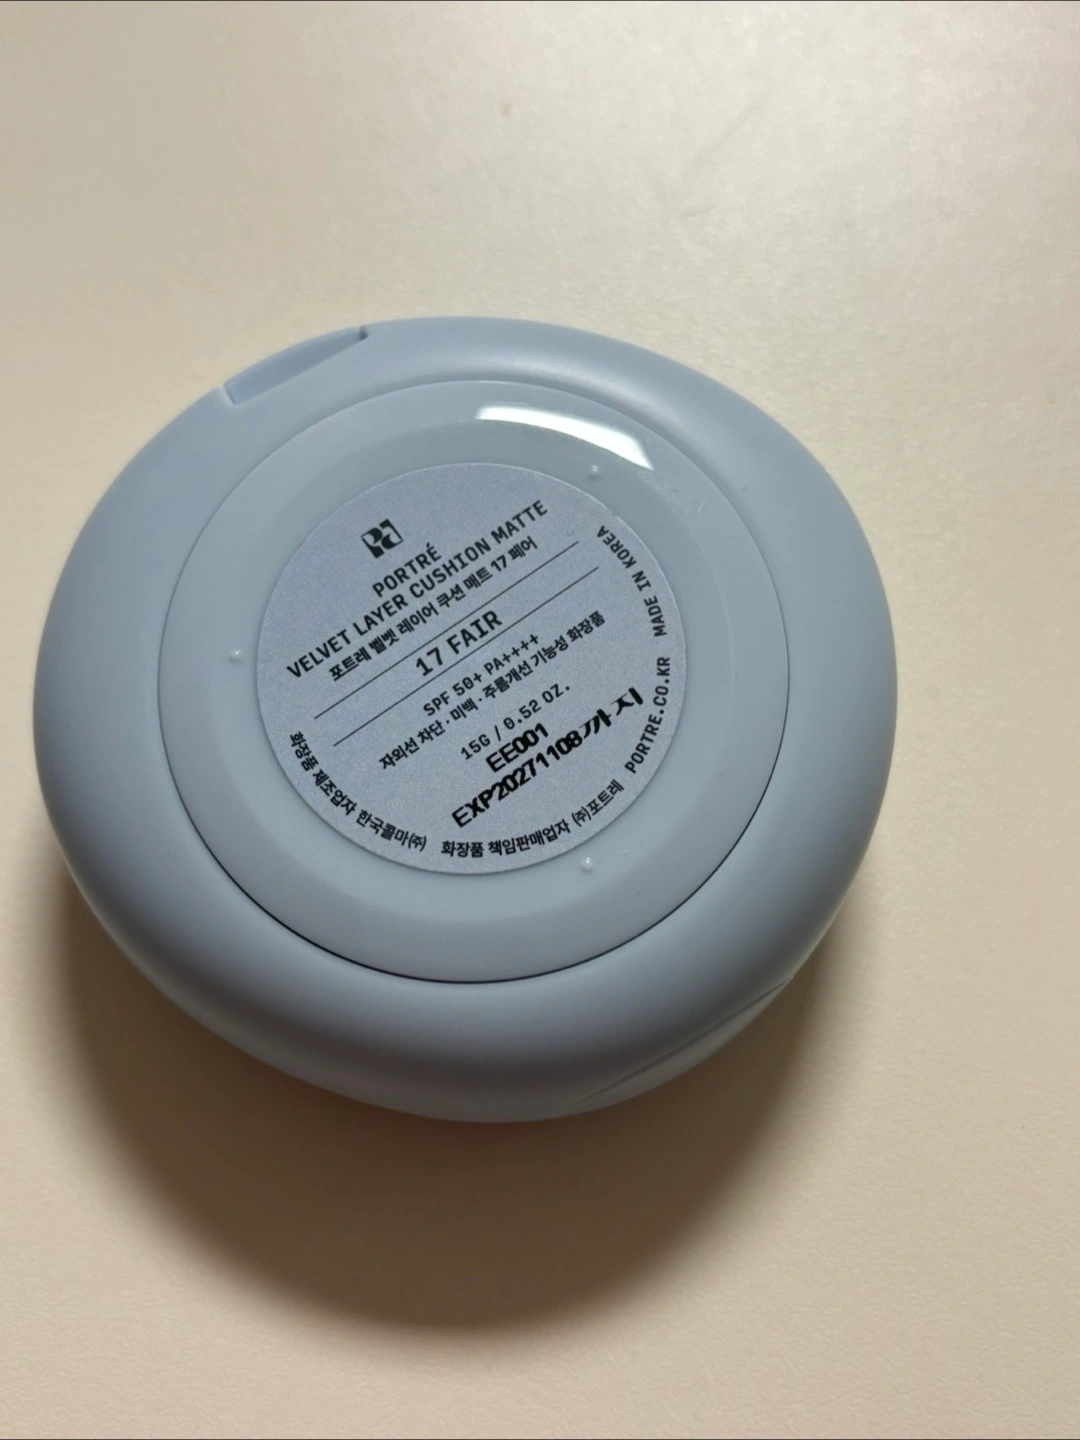 PORTRÉ
VELVET LAYER CUSHION MATTE
포트레 벨벳 레이어 쿠션 매트 17 페어
17 FAIR
SPF 50+ PA++++
자외선 차단 · 미백 · 주름개선 기능성 화장품
15G / 0.52 OZ.
EE001
EXP20271108까지
화장품 제조업자 한국콜마㈜
화장품 책임판매업자 ㈜포트레
PORTRE.CO.KR
MADE IN KOREA